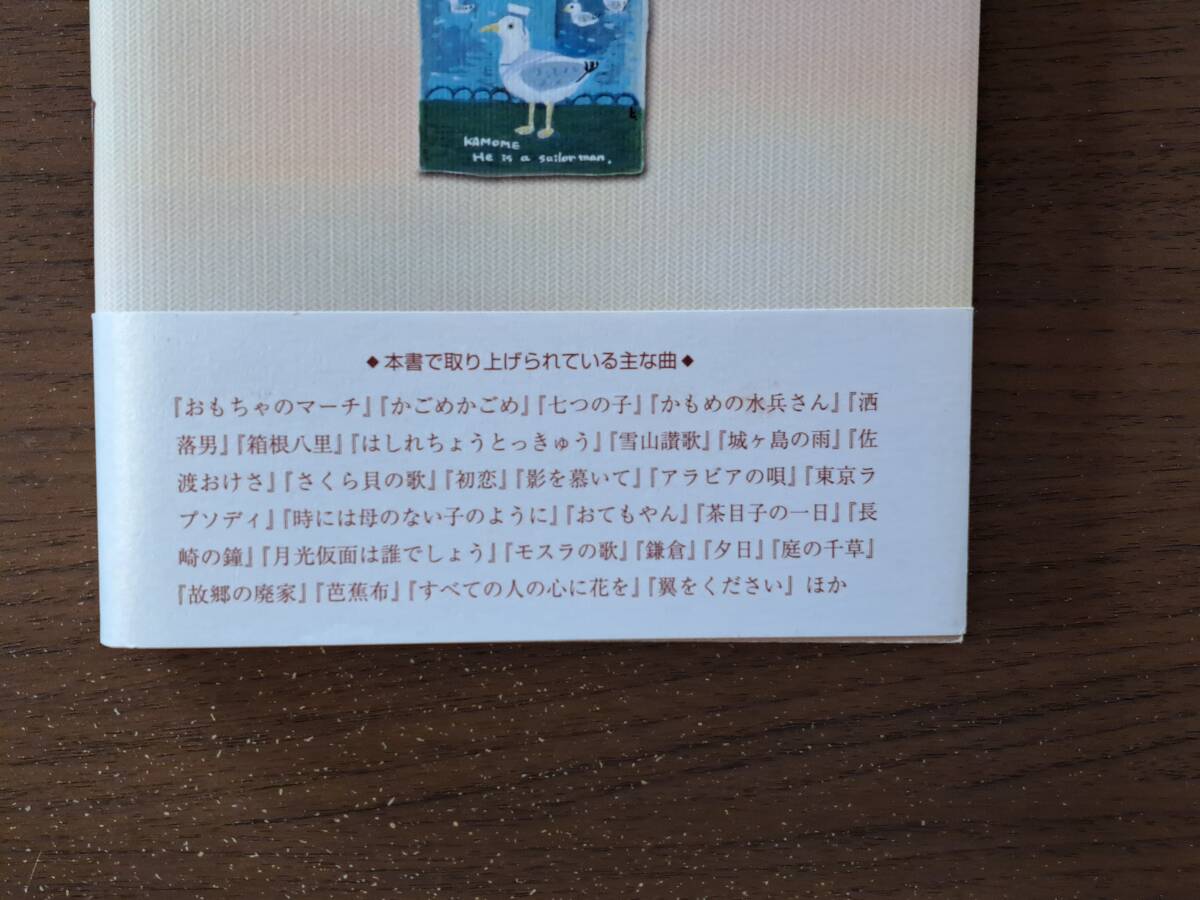 KAMOME
He is a sailor man.
◆本書で取り上げられている主な曲◆
『おもちゃのマーチ』『かごめかごめ』『七つの子』『かもめの水兵さん』『洒
落男』『箱根八里』『はしれちょうとっきゅう』『雪山讃歌』『城ヶ島の雨』『佐
渡おけさ』『さくら貝の歌』『初恋』『影を慕いて』『アラビアの唄』『東京ラ
プソディ』『時には母のない子のように』『おてもやん』『茶目子の一日』『長
崎の鐘』『月光仮面は誰でしょう』『モスラの歌』『鎌倉』『夕日』『庭の千草』
『故郷の廃家』『芭蕉布』『すべての人の心に花を』『翼をください』ほか